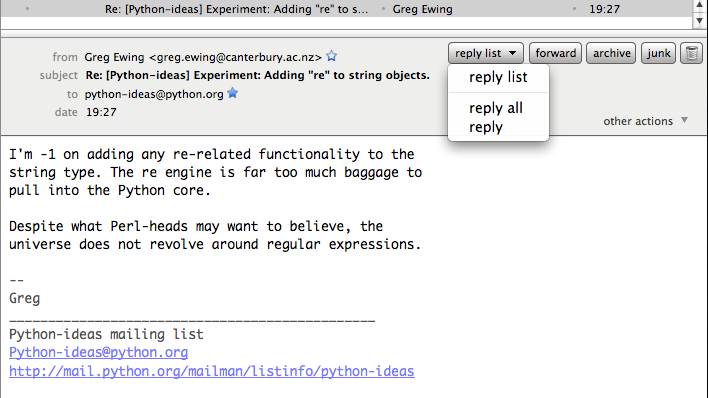 Re: [Python-ideas] Experiment: Adding "re" to s... • Greg Ewing • 19:27
from Greg Ewing <greg.ewing@canterbury.ac.nz>
reply list forward archive junk
subject Re: [Python-ideas] Experiment: Adding "re" to string objects.
reply list
to python-ideas@python.org
reply all
date 19:27
reply
other actions
I'm -1 on adding any re-related functionality to the
string type. The re engine is far too much baggage to
pull into the Python core.
Despite what Perl-heads may want to believe, the
universe does not revolve around regular expressions.
--
Greg
_______________________________________________
Python-ideas mailing list
Python-ideas@python.org
http://mail.python.org/mailman/listinfo/python-ideas